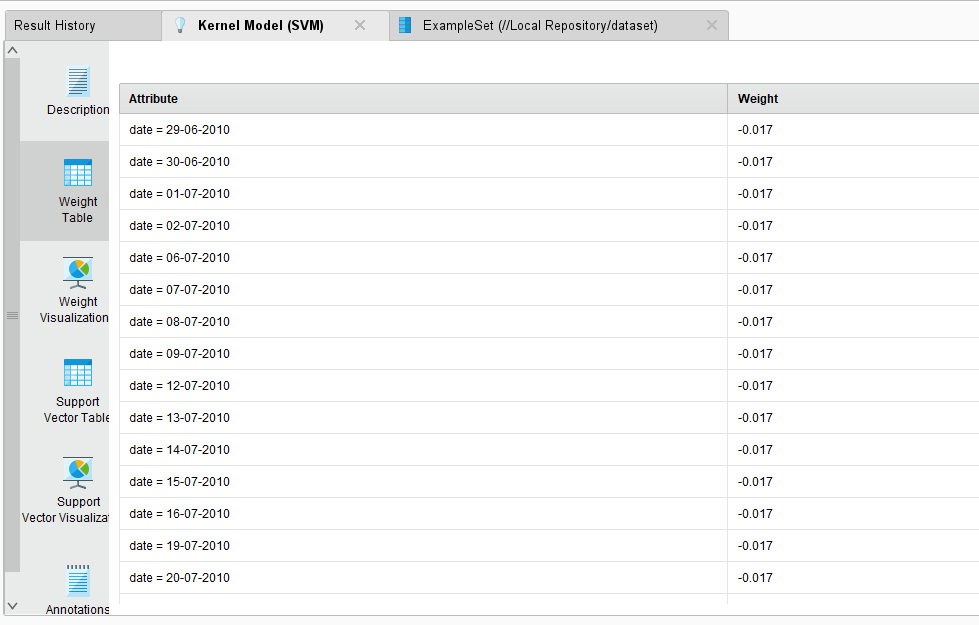 Result History
Kernel Model (SVM)
ExampleSet (//Local Repository/dataset)
Description
Weight
Table
Weight
Visualization
Support
Vector Table
Support
Vector Visualizat
Annotations
Attribute Weight
date = 29-06-2010 -0.017
date = 30-06-2010 -0.017
date = 01-07-2010 -0.017
date = 02-07-2010 -0.017
date = 06-07-2010 -0.017
date = 07-07-2010 -0.017
date = 08-07-2010 -0.017
date = 09-07-2010 -0.017
date = 12-07-2010 -0.017
date = 13-07-2010 -0.017
date = 14-07-2010 -0.017
date = 15-07-2010 -0.017
date = 16-07-2010 -0.017
date = 19-07-2010 -0.017
date = 20-07-2010 -0.017